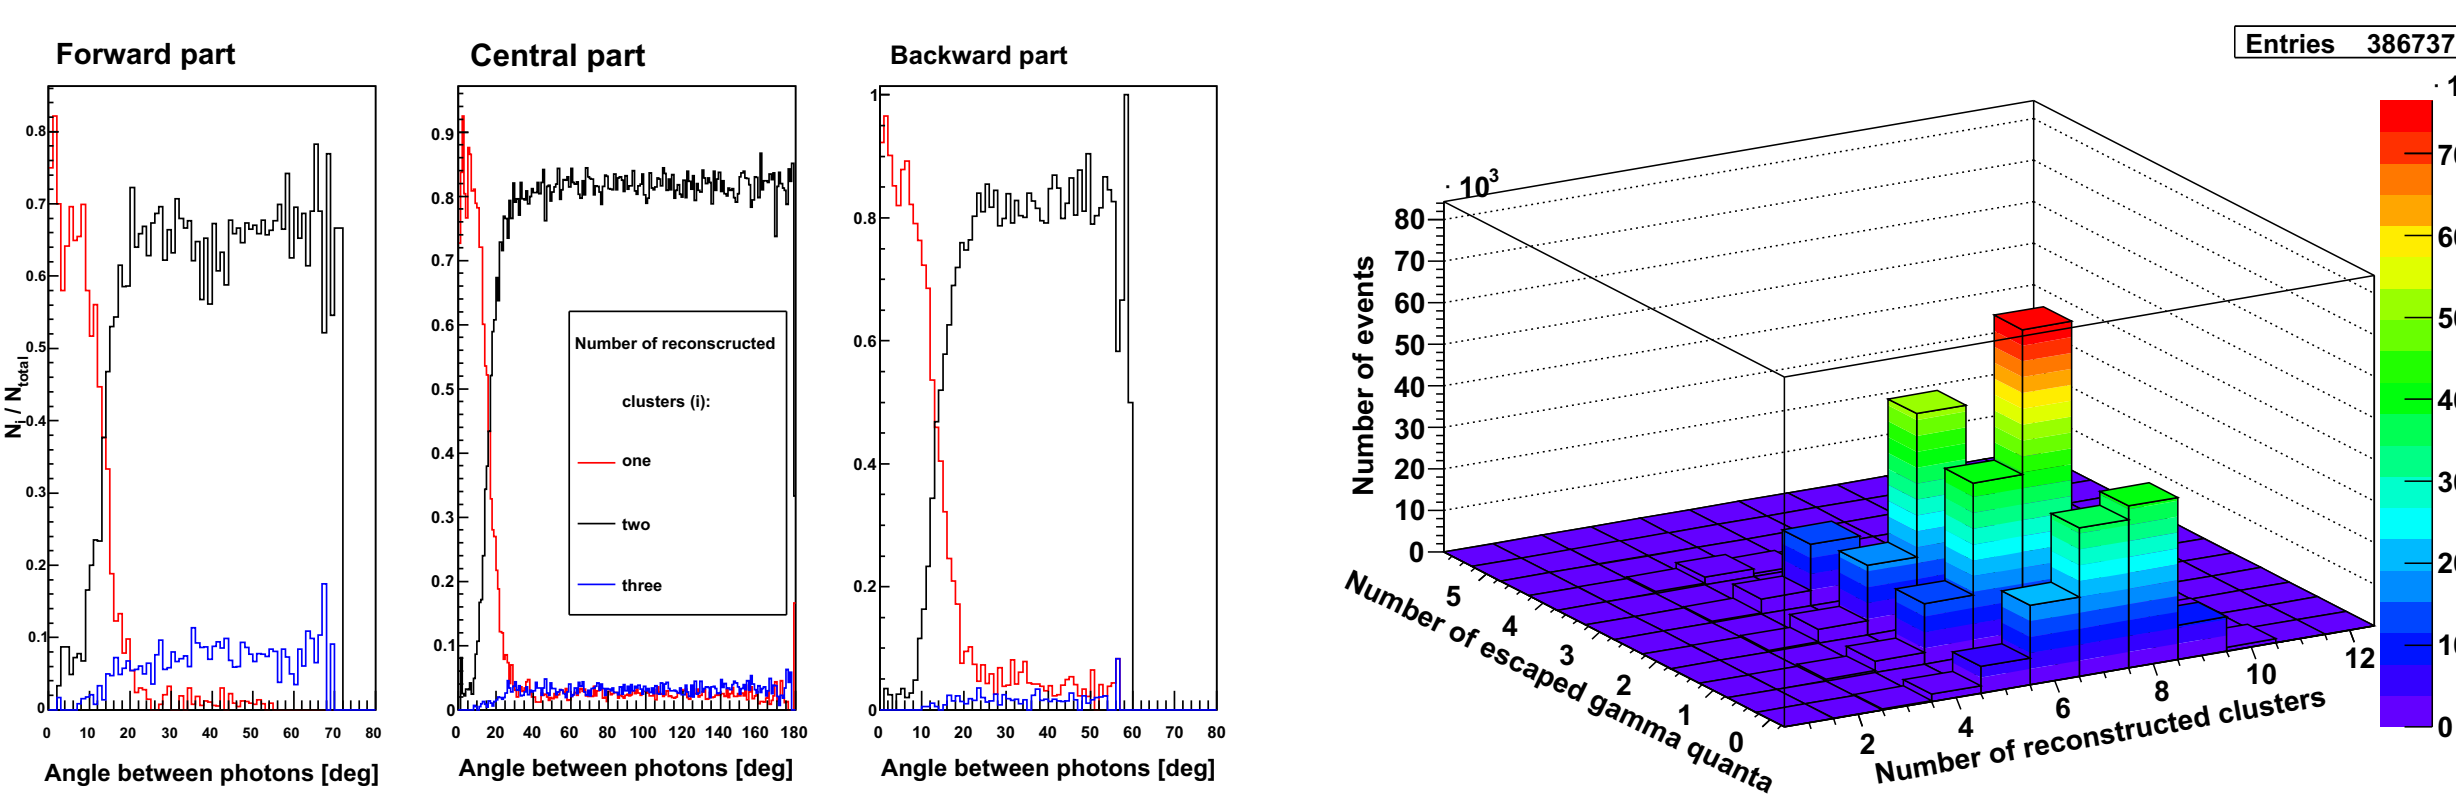 Forward part
Central part
Backward part
N_i / N_total
0.8
0.7
0.6
0.5
0.4
0.3
0.2
0.1
0
0 10 20 30 40 50 60 70 80
Angle between photons [deg]
0.9
0.8
0.7
0.6
0.5
0.4
0.3
0.2
0.1
0
0 20 40 60 80 100 120 140 160 180
Angle between photons [deg]
Number of reconscructed
clusters (i):
one
two
three
1
0.8
0.6
0.4
0.2
0
0 10 20 30 40 50 60 70 80
Angle between photons [deg]
Entries 386737
· 10^3
Number of events
80
70
60
50
40
30
20
10
0
5 4 3 2 1 0
Number of escaped gamma quanta
2 4 6 8 10 12
Number of reconstructed clusters
0